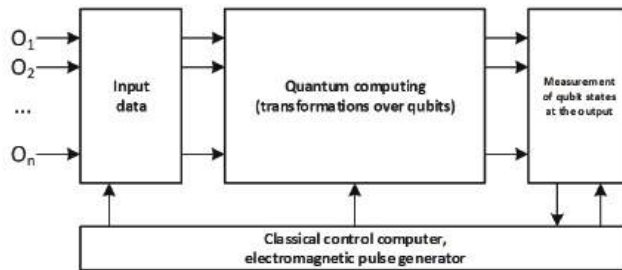 O1
O2
...
On
Input
data
Quantum computing
(transformations over qubits)
Measurement
of qubit states
at the output
Classical control computer,
electromagnetic pulse generator